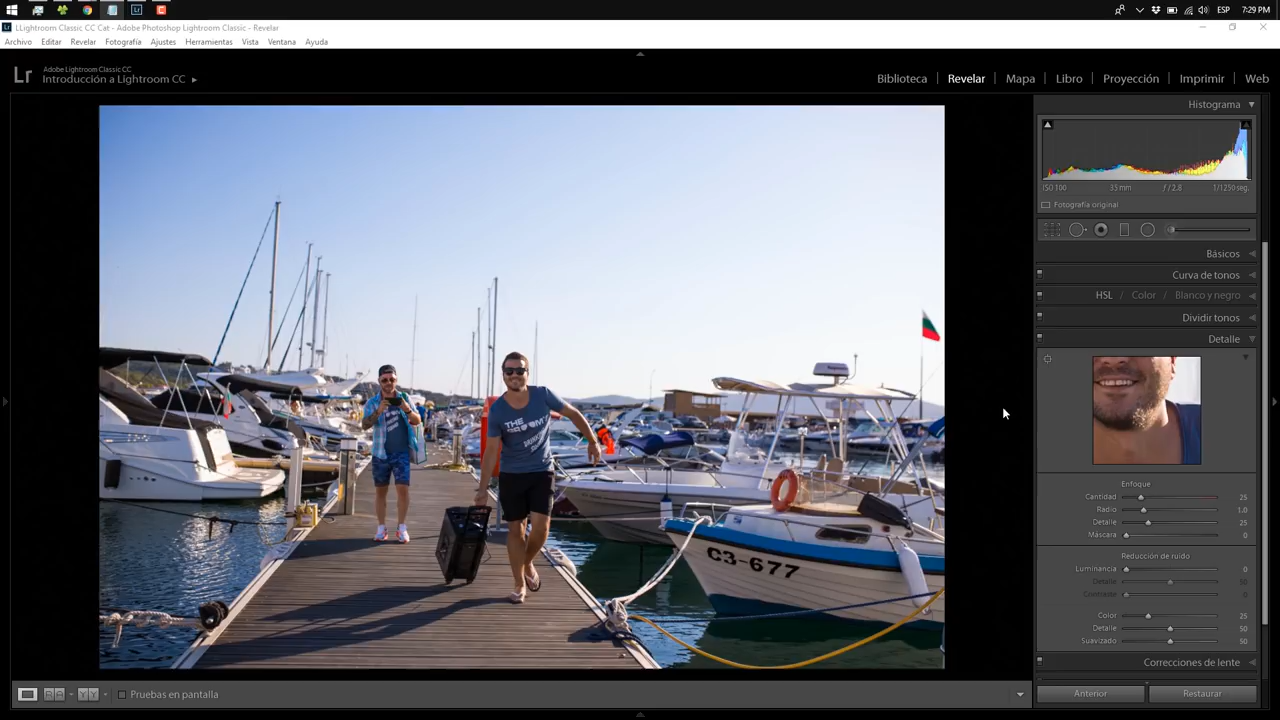 ESP 7:29 PM
LLightroom Classic CC Cat - Adobe Photoshop Lightroom Classic - Revelar
Archivo Editar Revelar Fotografía Ajustes Herramientas Vista Ventana Ayuda
Lr Adobe Lightroom Classic CC
Introducción a Lightroom CC
Biblioteca | Revelar | Mapa | Libro | Proyección | Imprimir | Web
Histograma
ISO 100 35 mm ƒ / 2.8 1/1250 seg.
Fotografía original
Básicos
Curva de tonos
HSL / Color / Blanco y negro
Dividir tonos
Detalle
Enfoque
Cantidad 25
Radio 1.0
Detalle 25
Máscara 0
Reducción de ruido
Luminancia 0
Detalle 50
Contraste 0
Color 25
Detalle 50
Suavizado 50
Correcciones de lente
THE
GROOM'S
DRINKING
C3-677
Pruebas en pantalla
Anterior Restaurar